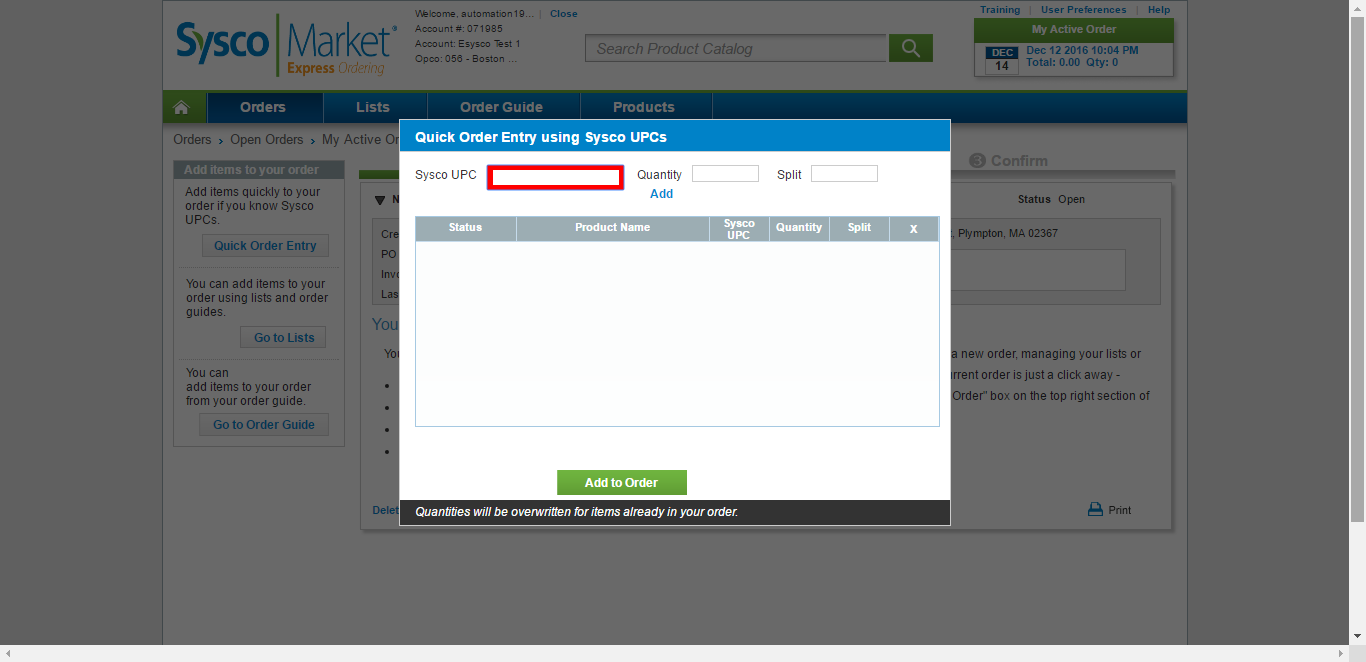 Welcome, automation19... | Close
Account #: 071985
Account: Esysco Test 1
Opco: 056 - Boston ...
Sysco
Market
Express Ordering
Search Product Catalog
Training | User Preferences | Help
My Active Order
DEC
14
Dec 12 2016 10:04 PM
Total: 0.00 Qty: 0
Orders
Lists
Order Guide
Products
Orders › Open Orders › My Active Or
Add items to your order
Add items quickly to your
order if you know Sysco
UPCs.
Quick Order Entry
You can add items to your
order using lists and order
guides.
Go to Lists
You can
add items to your order
from your order guide.
Go to Order Guide
3 Confirm
N
Status Open
Cre
PO
Invo
Las
, Plympton, MA 02367
You
You
a new order, managing your lists or
urrent order is just a click away -
Order" box on the top right section of
Delet
Print
Quick Order Entry using Sysco UPCs
Sysco UPC
Quantity
Split
Add
Status
Product Name
Sysco
UPC
Quantity
Split
X
Add to Order
Quantities will be overwritten for items already in your order.